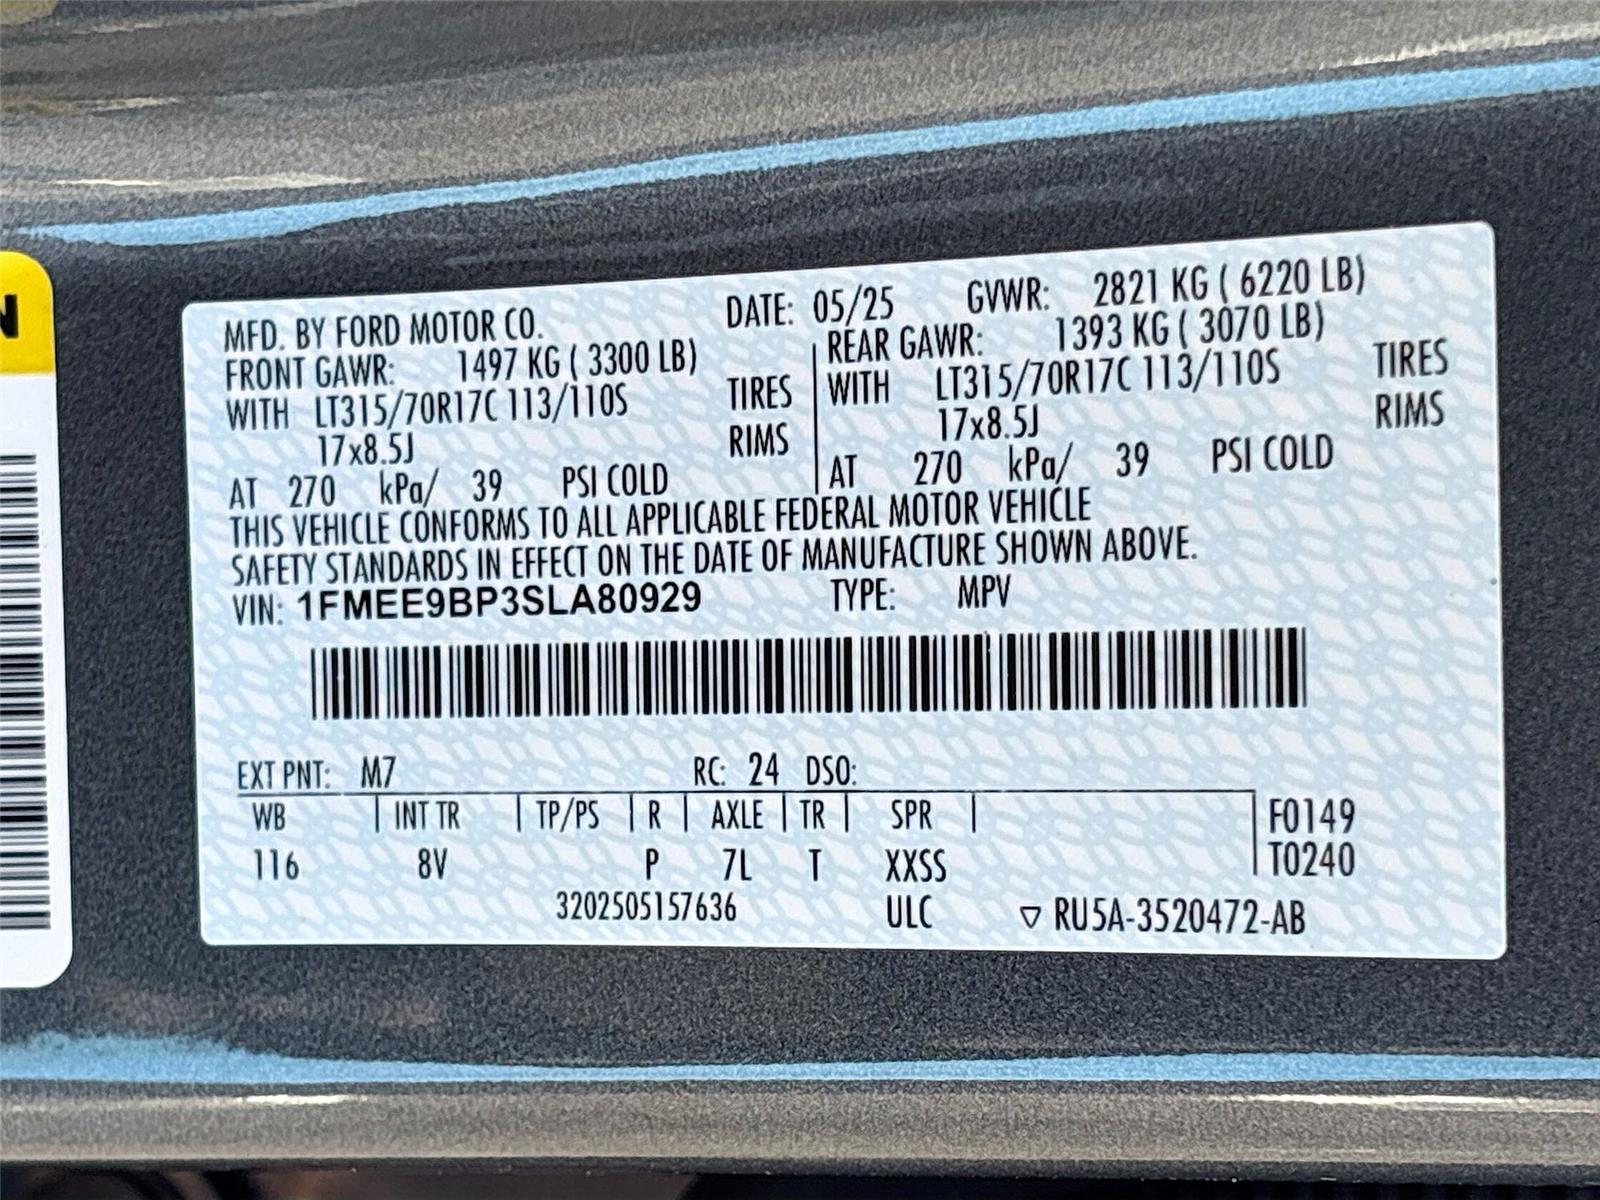 N
MFD. BY FORD MOTOR CO. DATE: 05/25 GVWR: 2821 KG ( 6220 LB)
FRONT GAWR: 1497 KG ( 3300 LB) REAR GAWR: 1393 KG ( 3070 LB)
WITH LT315/70R17C 113/110S TIRES WITH LT315/70R17C 113/110S TIRES
17x8.5J RIMS 17x8.5J RIMS
AT 270 kPa/ 39 PSI COLD AT 270 kPa/ 39 PSI COLD
THIS VEHICLE CONFORMS TO ALL APPLICABLE FEDERAL MOTOR VEHICLE
SAFETY STANDARDS IN EFFECT ON THE DATE OF MANUFACTURE SHOWN ABOVE.
VIN: 1FMEE9BP3SLA80929 TYPE: MPV
EXT PNT: M7 RC: 24 DSO:
WB INT TR TP/PS R AXLE TR SPR F0149
116 8V P 7L T XXSS T0240
3202505157636 ULC ▽ RU5A-3520472-AB